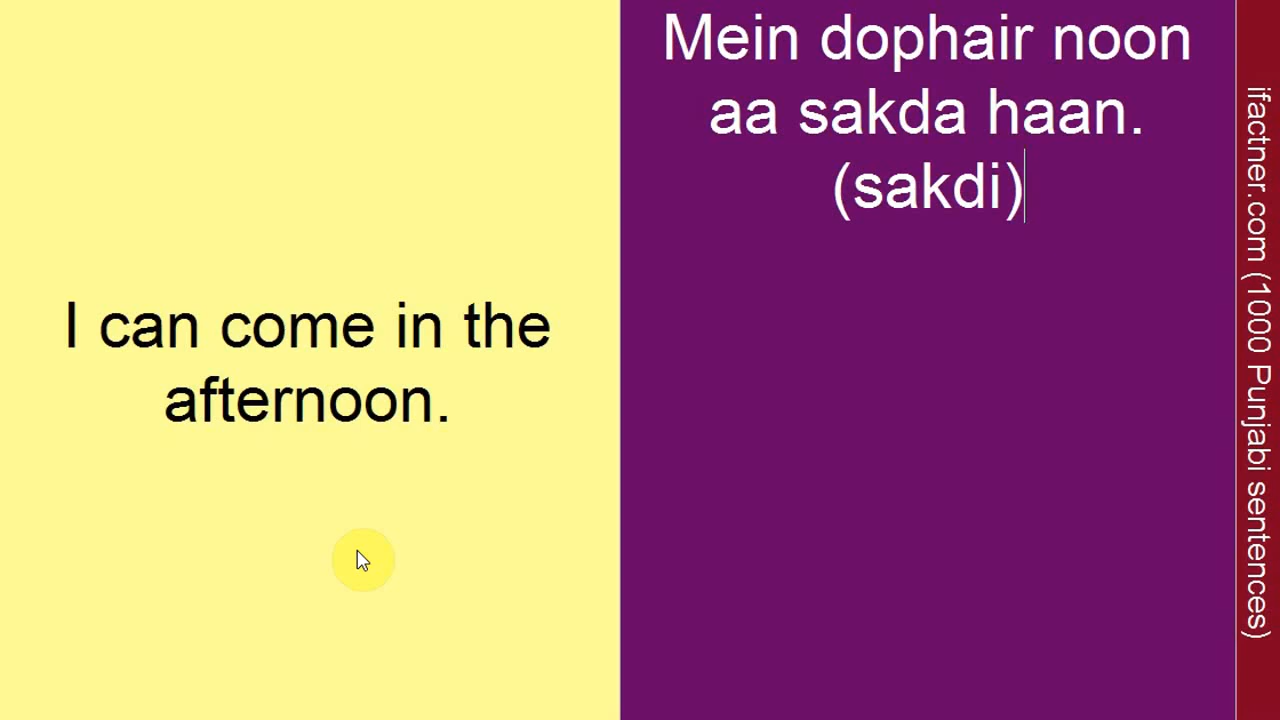 I can come in the
afternoon.
Mein dophair noon
aa sakda haan.
(sakdi)
ifactner.com (1000 Punjabi sentences)